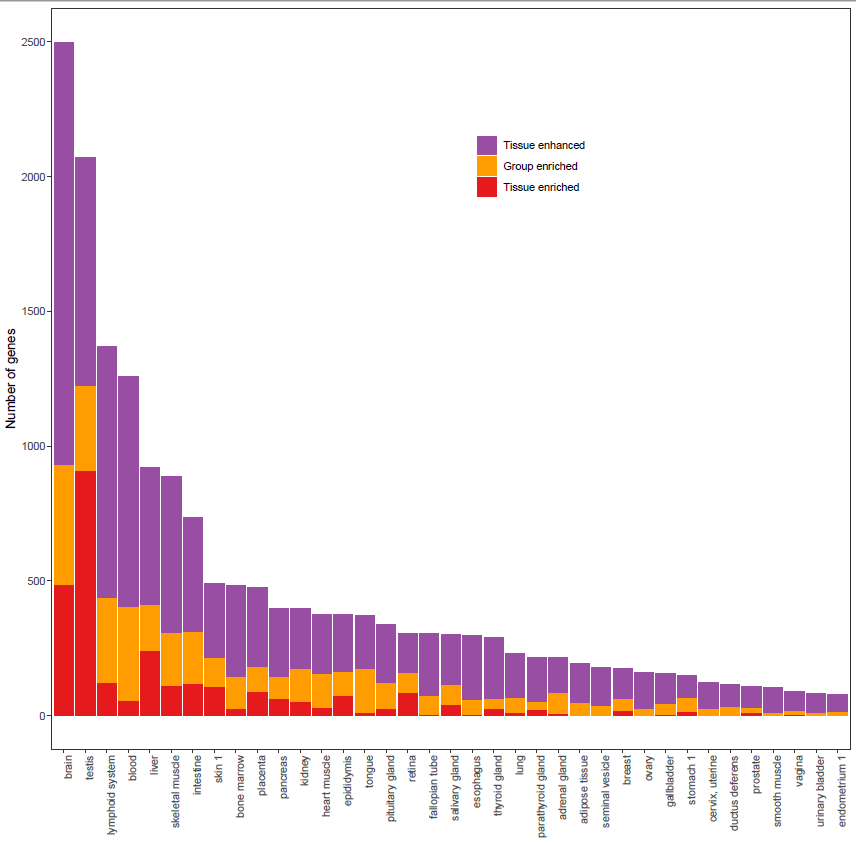 2500
2000
1500
1000
500
0
Number of genes
Tissue enhanced
Group enriched
Tissue enriched
brain
testis
lymphoid system
blood
liver
skeletal muscle
intestine
skin 1
bone marrow
placenta
pancreas
kidney
heart muscle
epididymis
tongue
pituitary gland
retina
fallopian tube
salivary gland
esophagus
thyroid gland
lung
parathyroid gland
adrenal gland
adipose tissue
seminal vesicle
breast
ovary
gallbladder
stomach 1
cervix, uterine
ductus deferens
prostate
smooth muscle
vagina
urinary bladder
endometrium 1